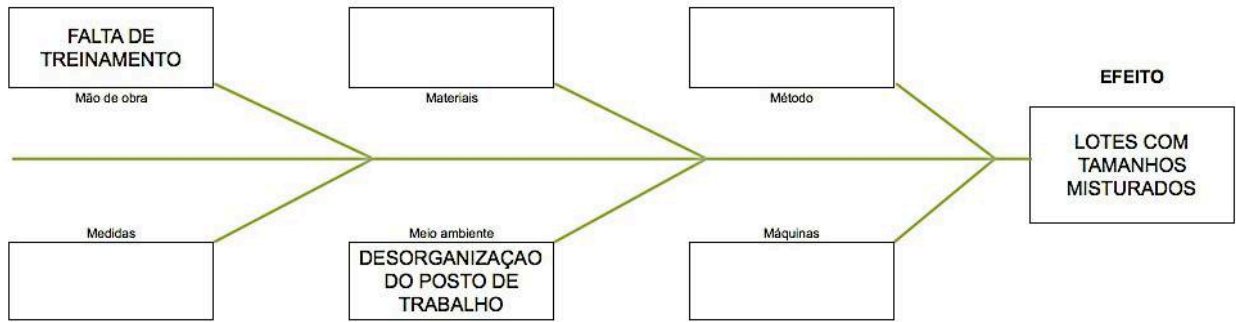 FALTA DE
TREINAMENTO
Mão de obra
Materiais
Método
EFEITO
LOTES COM
TAMANHOS
MISTURADOS
Medidas
Meio ambiente
Máquinas
DESORGANIZAÇAO
DO POSTO DE
TRABALHO